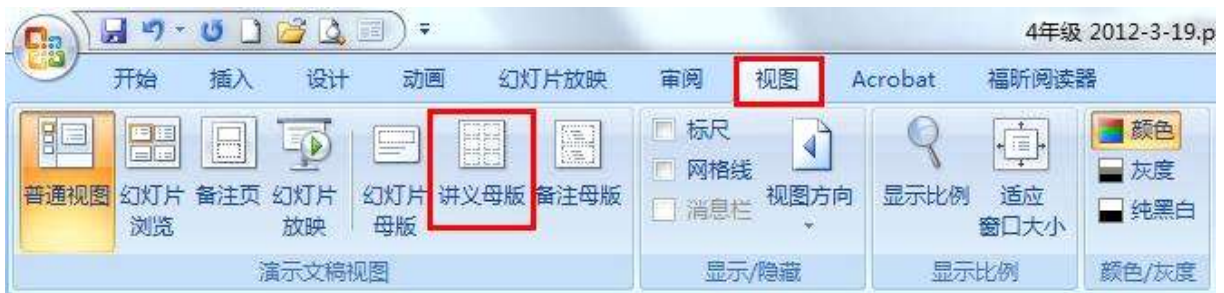 4年级 2012-3-19.p
开始 插入 设计 动画 幻灯片放映 审阅 视图 Acrobat 福昕阅读器
普通视图 幻灯片浏览 备注页 幻灯片放映 幻灯片母版 讲义母版 备注母版
标尺
网格线
消息栏
视图方向
显示比例 适应窗口大小
颜色
灰度
纯黑白
演示文稿视图 显示/隐藏 显示比例 颜色/灰度